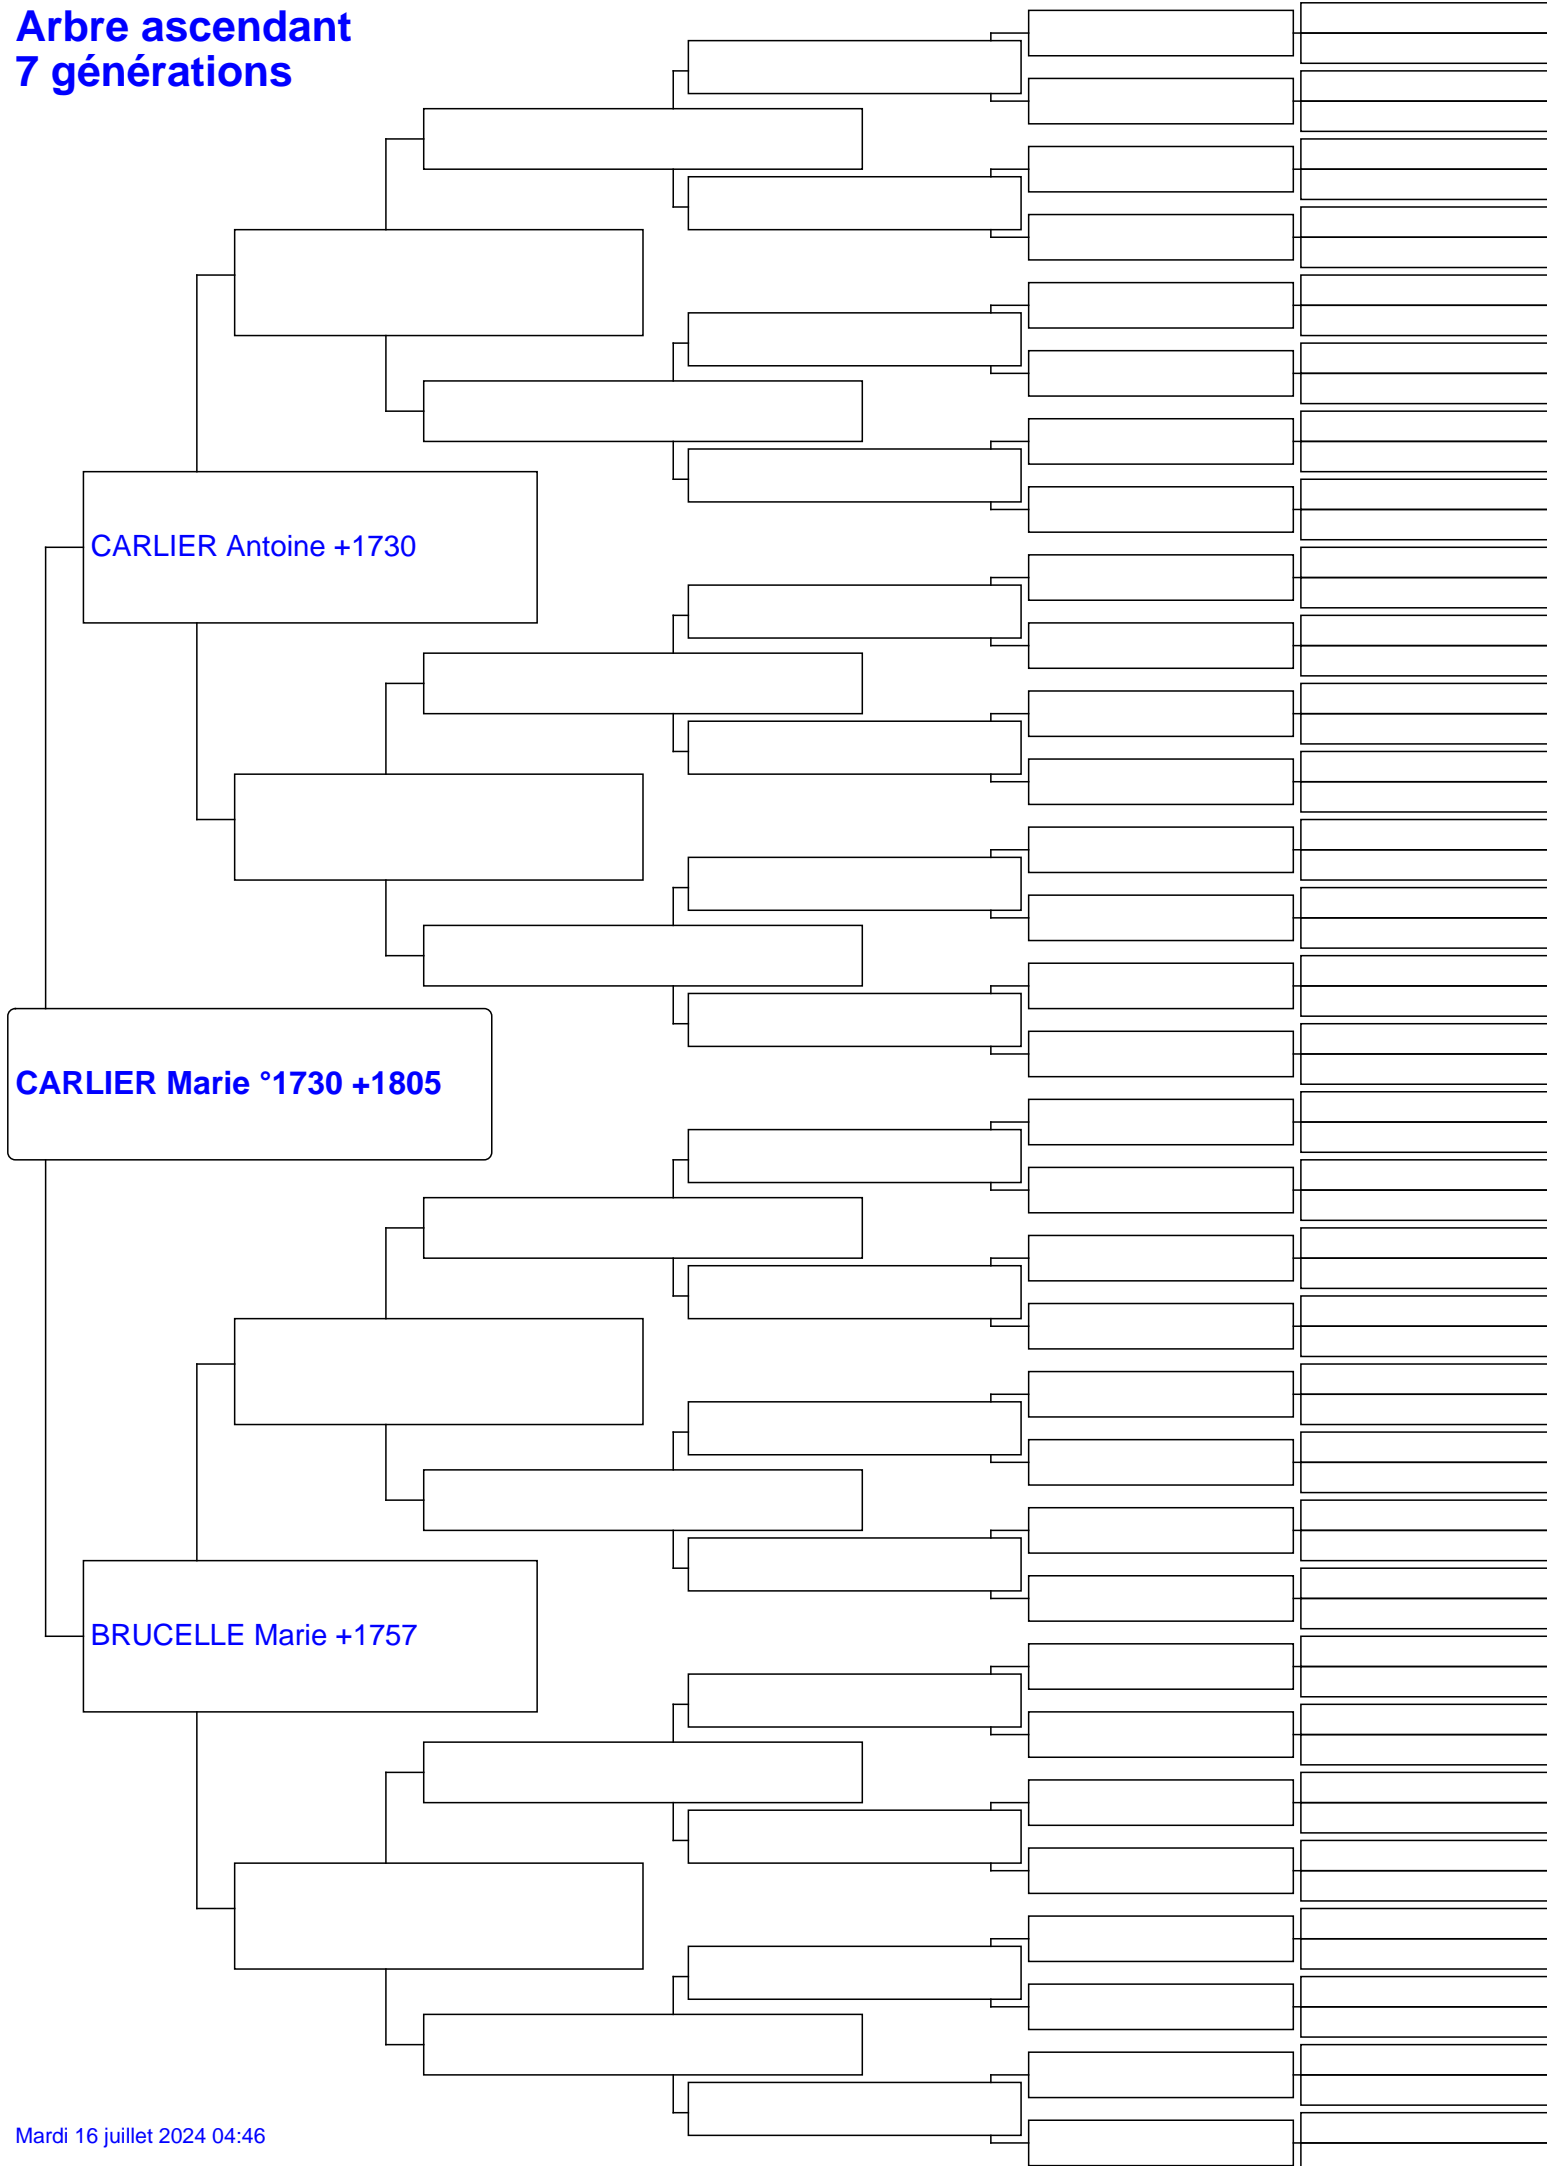 Arbre ascendant
7 générations
CARLIER Antoine +1730
CARLIER Marie °1730 +1805
BRUCELLE Marie +1757
Mardi 16 juillet 2024 04:46